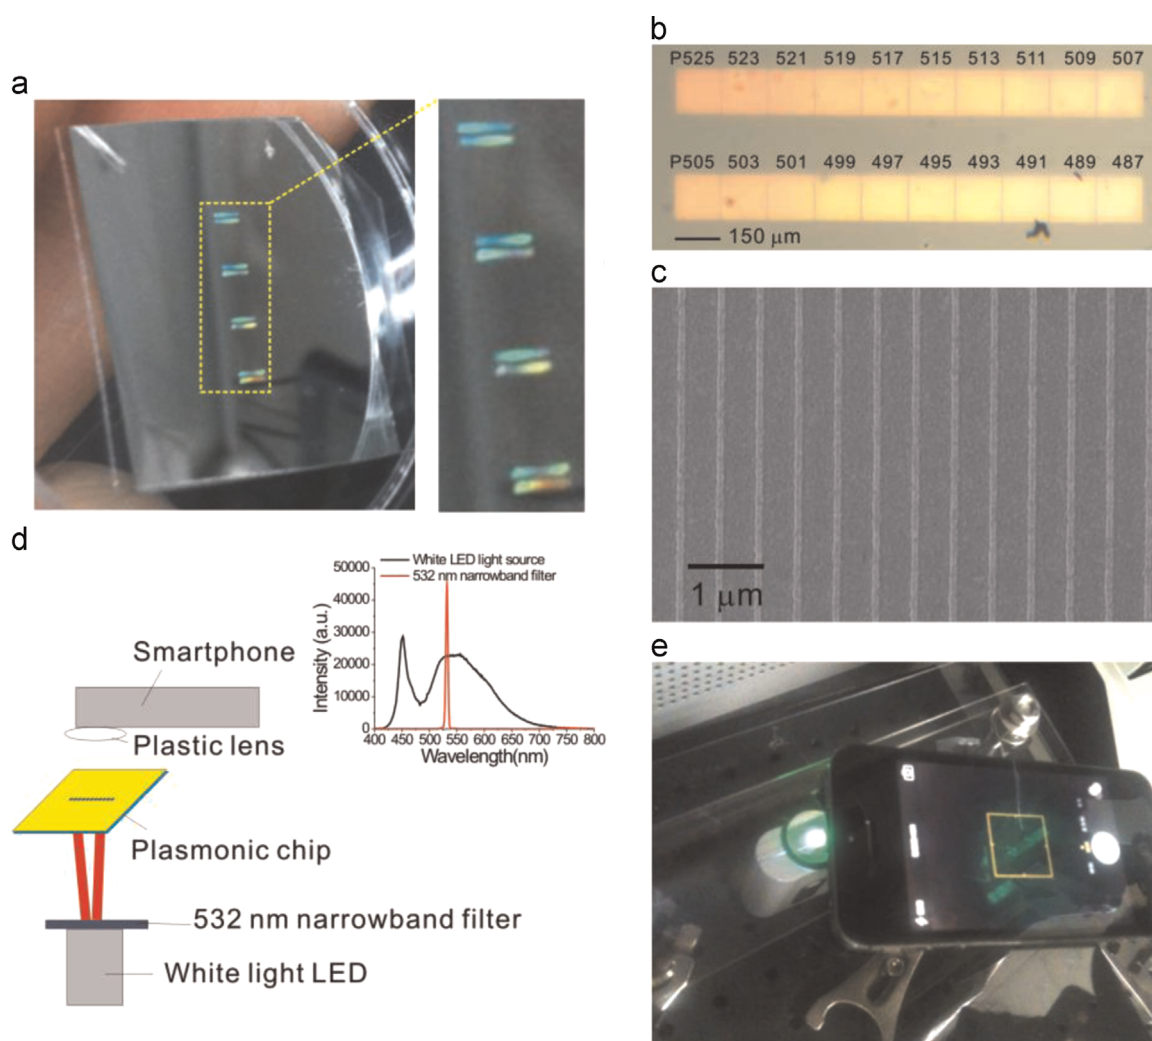 a
b
P525 523 521 519 517 515 513 511 509 507
P505 503 501 499 497 495 493 491 489 487
150 μm
c
1 μm
d
White LED light source
532 nm narrowband filter
50000
40000
30000
20000
10000
0
Intensity (a.u.)
400 450 500 550 600 650 700 750 800
Wavelength(nm)
Smartphone
Plastic lens
Plasmonic chip
532 nm narrowband filter
White light LED
e